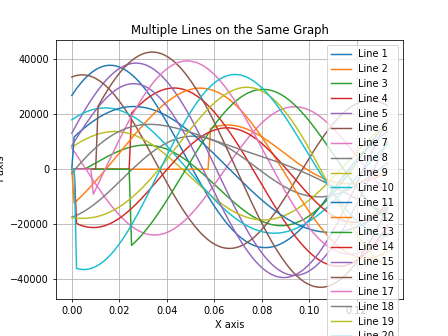 Multiple Lines on the Same Graph
40000
20000
0
−20000
−40000
axis
0.00
0.02
0.04
0.06
0.08
0.10
X axis
Line 1
Line 2
Line 3
Line 4
Line 5
Line 6
Line 7
Line 8
Line 9
Line 10
Line 11
Line 12
Line 13
Line 14
Line 15
Line 16
Line 17
Line 18
Line 19
Line 20